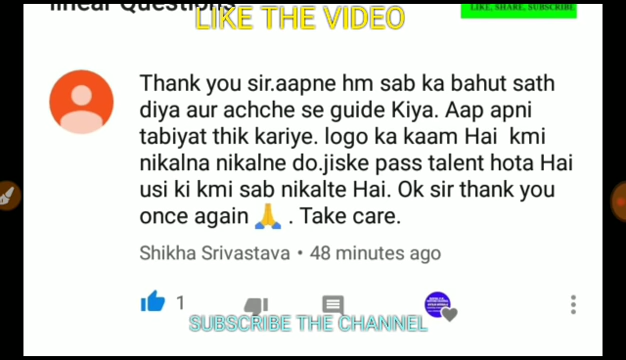 linear Questions
LIKE THE VIDEO
LIKE, SHARE, SUBSCRIBE
Thank you sir.aapne hm sab ka bahut sath
diya aur achche se guide Kiya. Aap apni
tabiyat thik kariye. logo ka kaam Hai kmi
nikalna nikalne do.jiske pass talent hota Hai
usi ki kmi sab nikalte Hai. Ok sir thank you
once again 🙏 . Take care.
Shikha Srivastava • 48 minutes ago
1
SUBSCRIBE THE CHANNEL